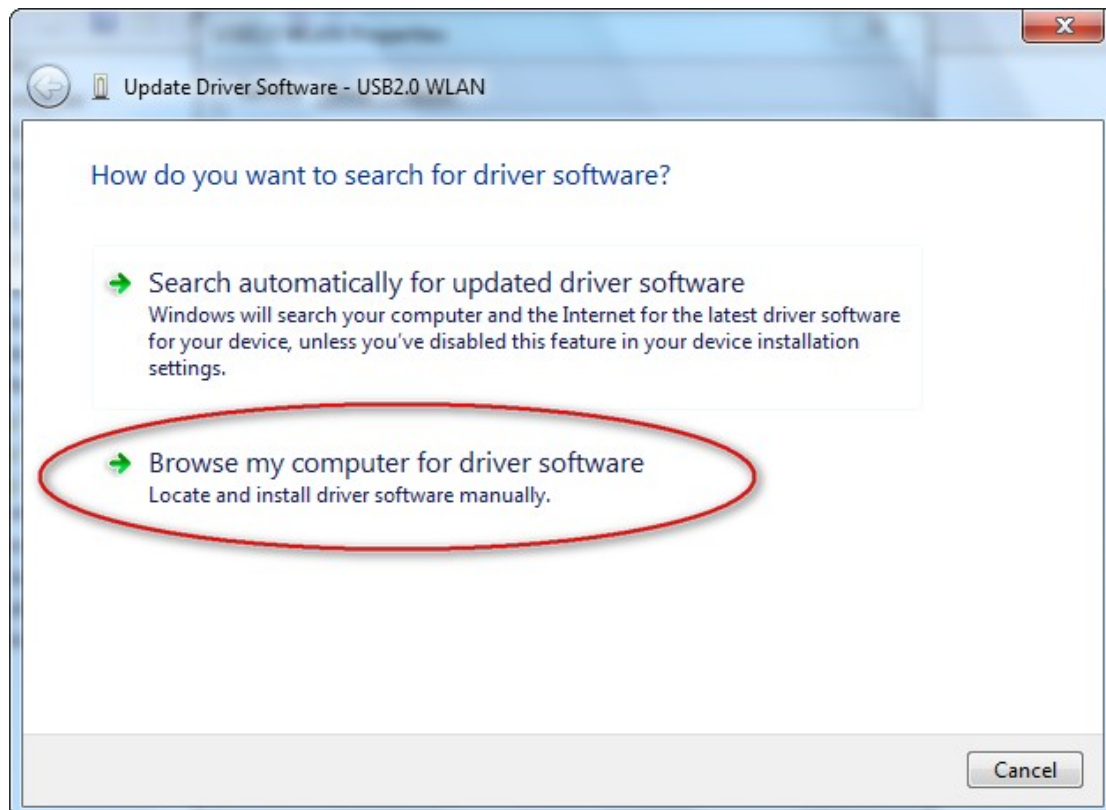 Update Driver Software - USB2.0 WLAN
How do you want to search for driver software?
Search automatically for updated driver software
Windows will search your computer and the Internet for the latest driver software
for your device, unless you've disabled this feature in your device installation
settings.
Browse my computer for driver software
Locate and install driver software manually.
Cancel